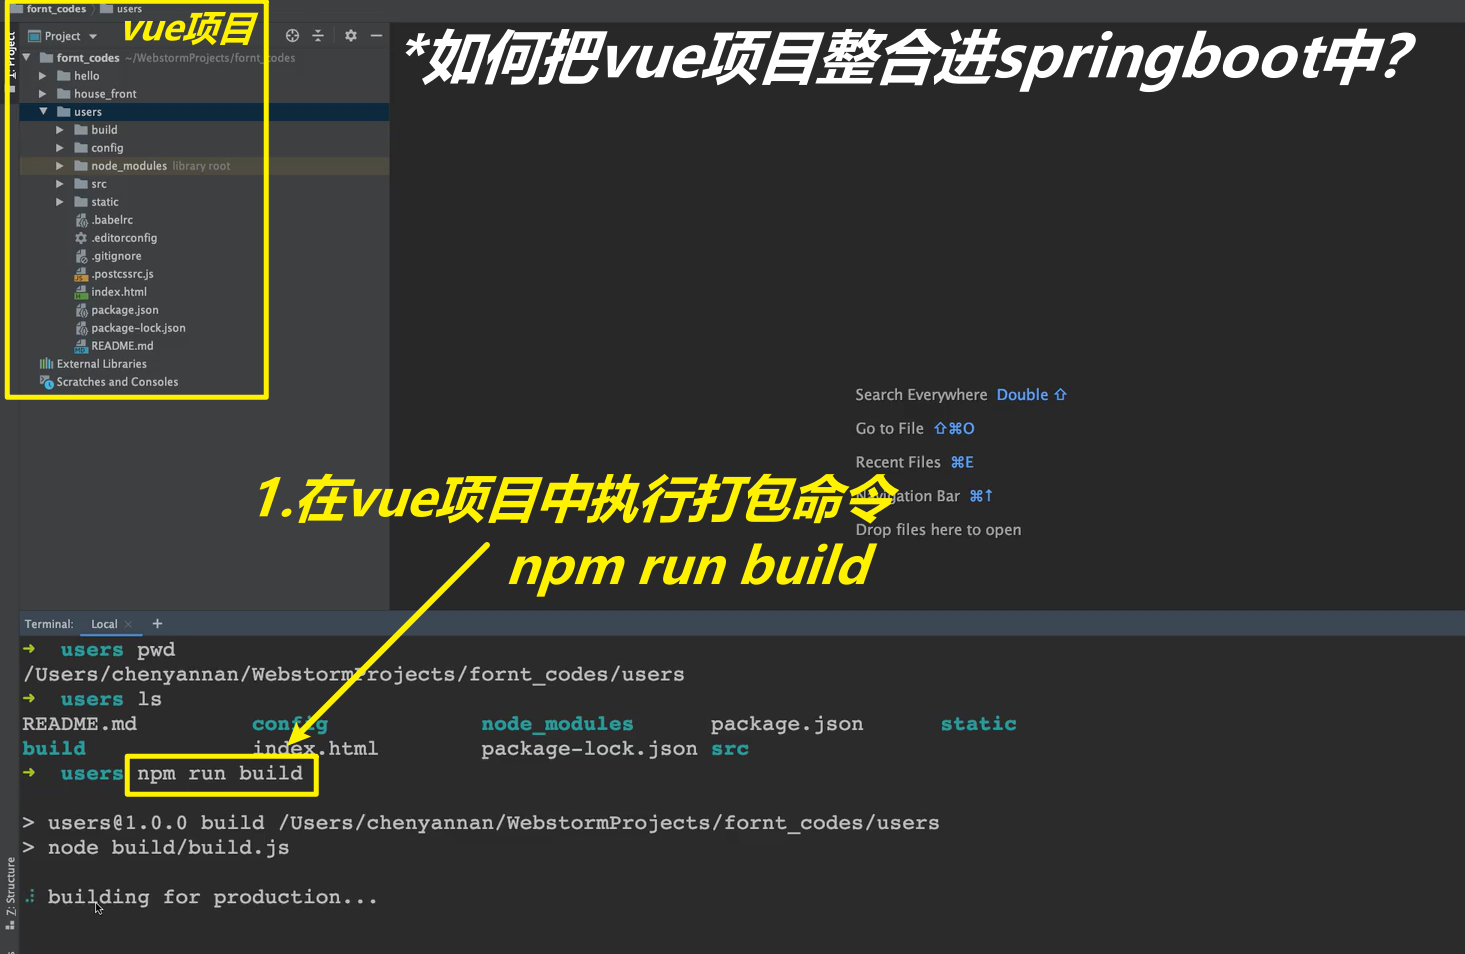 fornt_codes users
Project
vue项目
*如何把vue项目整合进springboot中?
1: Project
fornt_codes ~/WebstormProjects/fornt_codes
hello
house_front
users
build
config
node_modules library root
src
static
.babelrc
.editorconfig
.gitignore
.postcssrc.js
index.html
package.json
package-lock.json
README.md
External Libraries
Scratches and Consoles
Search Everywhere Double ⇧
Go to File ⇧⌘O
Recent Files ⌘E
Navigation Bar ⌘↑
Drop files here to open
1.在vue项目中执行打包命令
npm run build
Terminal: Local × +
➜ users pwd
/Users/chenyannan/WebstormProjects/fornt_codes/users
➜ users ls
README.md config node_modules package.json static
build index.html package-lock.json src
➜ users npm run build
> users@1.0.0 build /Users/chenyannan/WebstormProjects/fornt_codes/users
> node build/build.js
building for production...
Z: Structure